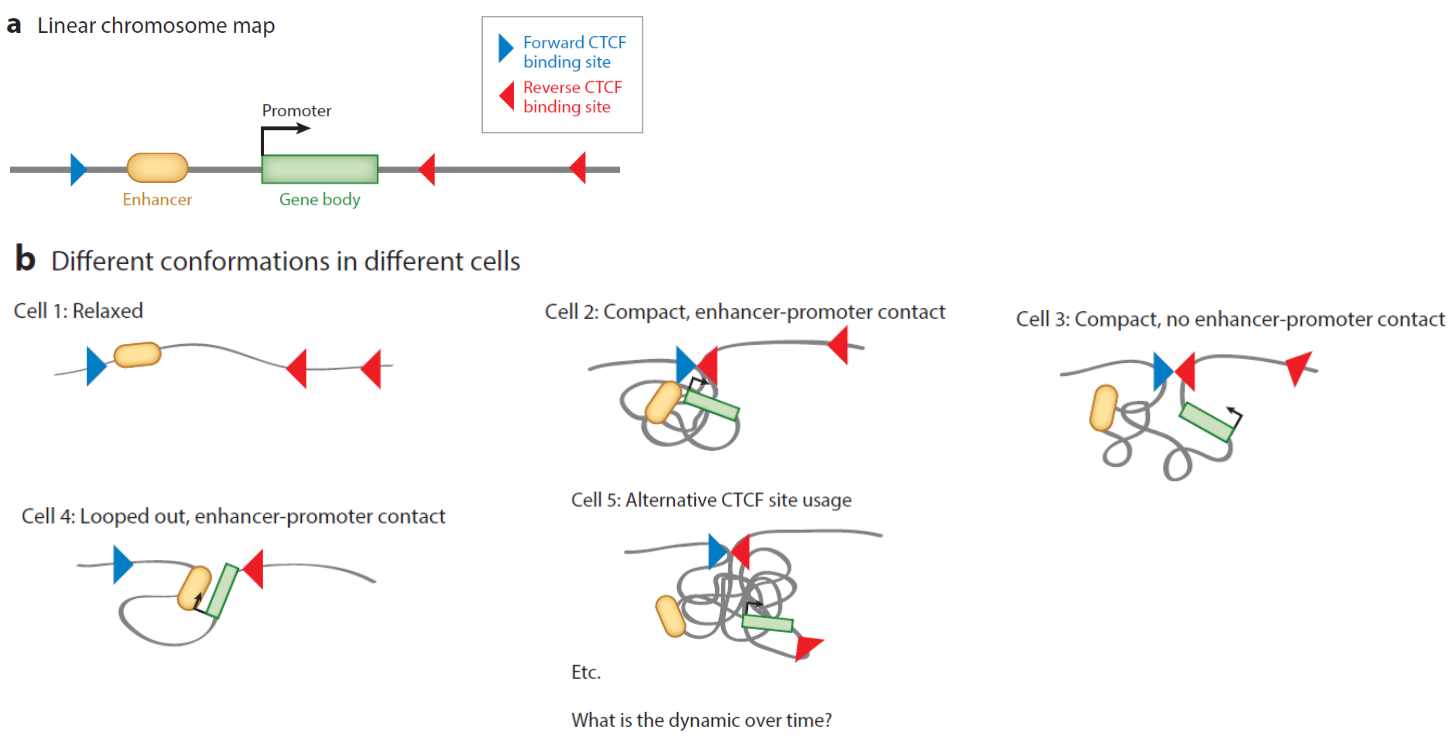 a Linear chromosome map
Forward CTCF
binding site
Reverse CTCF
binding site
Promoter
Enhancer
Gene body
b Different conformations in different cells
Cell 1: Relaxed
Cell 2: Compact, enhancer-promoter contact
Cell 3: Compact, no enhancer-promoter contact
Cell 4: Looped out, enhancer-promoter contact
Cell 5: Alternative CTCF site usage
Etc.
What is the dynamic over time?